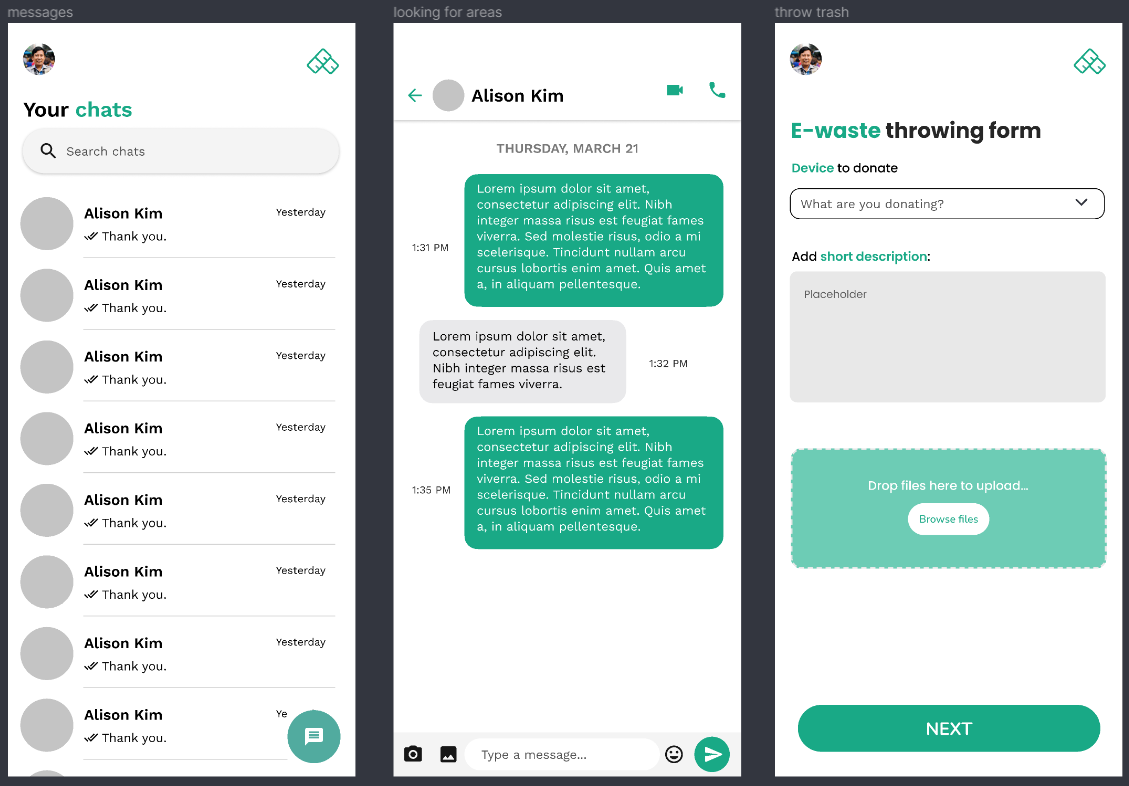 messages
Your chats
Search chats
Alison Kim
Yesterday
Thank you.
Alison Kim
Yesterday
Thank you.
Alison Kim
Yesterday
Thank you.
Alison Kim
Yesterday
Thank you.
Alison Kim
Yesterday
Thank you.
Alison Kim
Yesterday
Thank you.
Alison Kim
Yesterday
Thank you.
Alison Kim
Ye
Thank you.
looking for areas
Alison Kim
THURSDAY, MARCH 21
Lorem ipsum dolor sit amet,
consectetur adipiscing elit. Nibh
integer massa risus est feugiat fames
viverra. Sed molestie risus, odio a mi
scelerisque. Tincidunt nullam arcu
cursus lobortis enim amet. Quis amet
a, in aliquam pellentesque.
1:31 PM
Lorem ipsum dolor sit amet,
consectetur adipiscing elit.
Nibh integer massa risus est
feugiat fames viverra.
1:32 PM
Lorem ipsum dolor sit amet,
consectetur adipiscing elit. Nibh
integer massa risus est feugiat fames
viverra. Sed molestie risus, odio a mi
scelerisque. Tincidunt nullam arcu
cursus lobortis enim amet. Quis amet
a, in aliquam pellentesque.
1:35 PM
Type a message...
throw trash
E-waste throwing form
Device to donate
What are you donating?
Add short description:
Placeholder
Drop files here to upload...
Browse files
NEXT